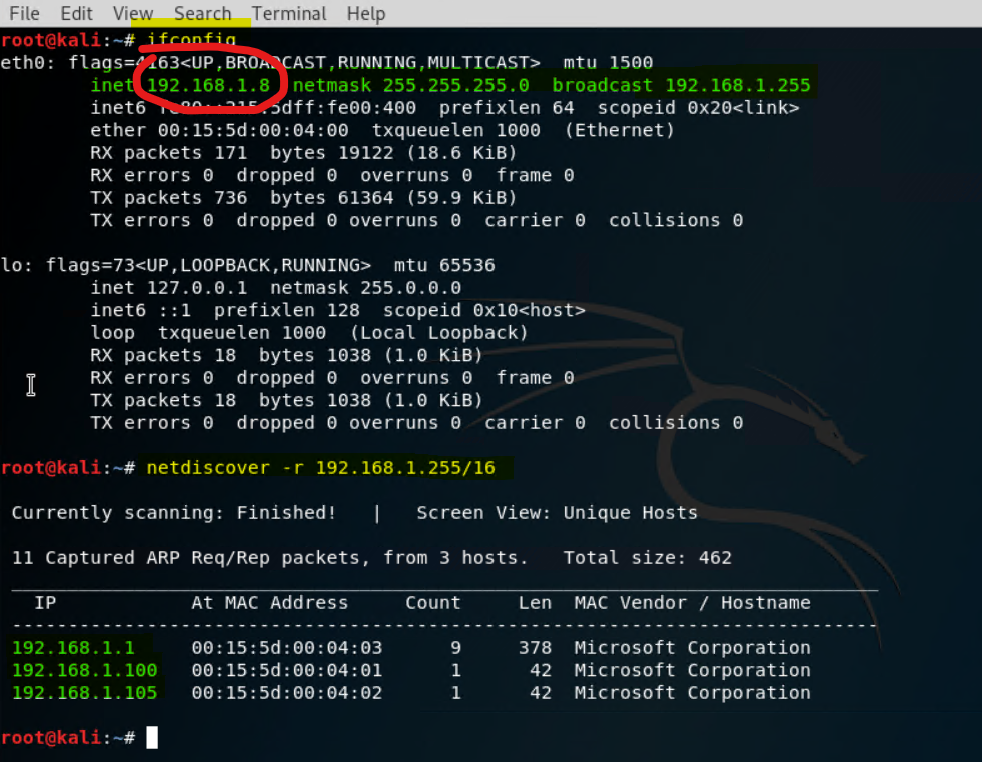 File Edit View Search Terminal Help
root@kali:~# ifconfig
eth0: flags=4163<UP,BROADCAST,RUNNING,MULTICAST> mtu 1500
inet 192.168.1.8 netmask 255.255.255.0 broadcast 192.168.1.255
inet6 fe80::215:5dff:fe00:400 prefixlen 64 scopeid 0x20<link>
ether 00:15:5d:00:04:00 txqueuelen 1000 (Ethernet)
RX packets 171 bytes 19122 (18.6 KiB)
RX errors 0 dropped 0 overruns 0 frame 0
TX packets 736 bytes 61364 (59.9 KiB)
TX errors 0 dropped 0 overruns 0 carrier 0 collisions 0
lo: flags=73<UP,LOOPBACK,RUNNING> mtu 65536
inet 127.0.0.1 netmask 255.0.0.0
inet6 ::1 prefixlen 128 scopeid 0x10<host>
loop txqueuelen 1000 (Local Loopback)
RX packets 18 bytes 1038 (1.0 KiB)
RX errors 0 dropped 0 overruns 0 frame 0
TX packets 18 bytes 1038 (1.0 KiB)
TX errors 0 dropped 0 overruns 0 carrier 0 collisions 0
root@kali:~# netdiscover -r 192.168.1.255/16
Currently scanning: Finished! | Screen View: Unique Hosts
11 Captured ARP Req/Rep packets, from 3 hosts. Total size: 462
IP At MAC Address Count Len MAC Vendor / Hostname
-----------------------------------------------------------------------------
192.168.1.1 00:15:5d:00:04:03 9 378 Microsoft Corporation
192.168.1.100 00:15:5d:00:04:01 1 42 Microsoft Corporation
192.168.1.105 00:15:5d:00:04:02 1 42 Microsoft Corporation
root@kali:~#